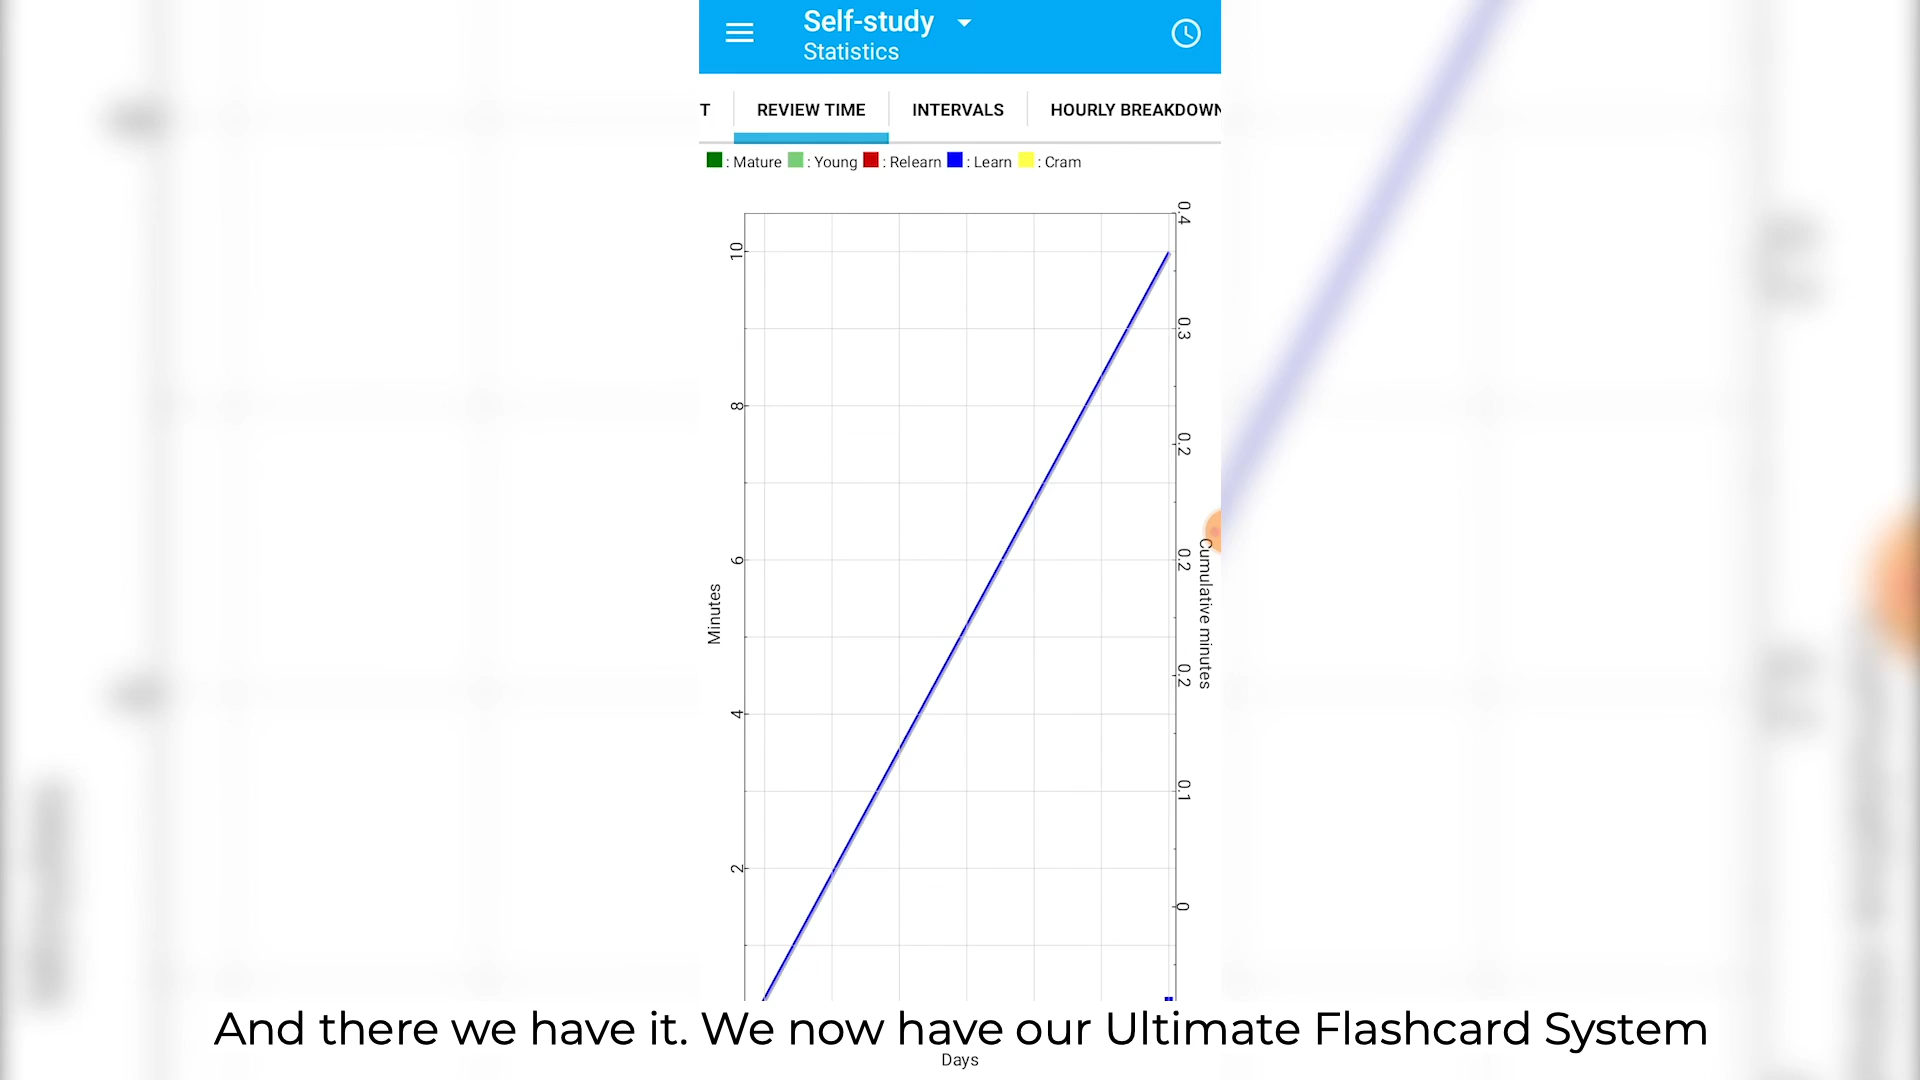 Self-study
Statistics
T
REVIEW TIME
INTERVALS
HOURLY BREAKDOWN
: Mature : Young : Relearn : Learn : Cram
10
8
6
4
2
Minutes
0.4
0.3
0.2
0.2
0.2
0.1
0
Cumulative minutes
And there we have it. We now have our Ultimate Flashcard System
Days